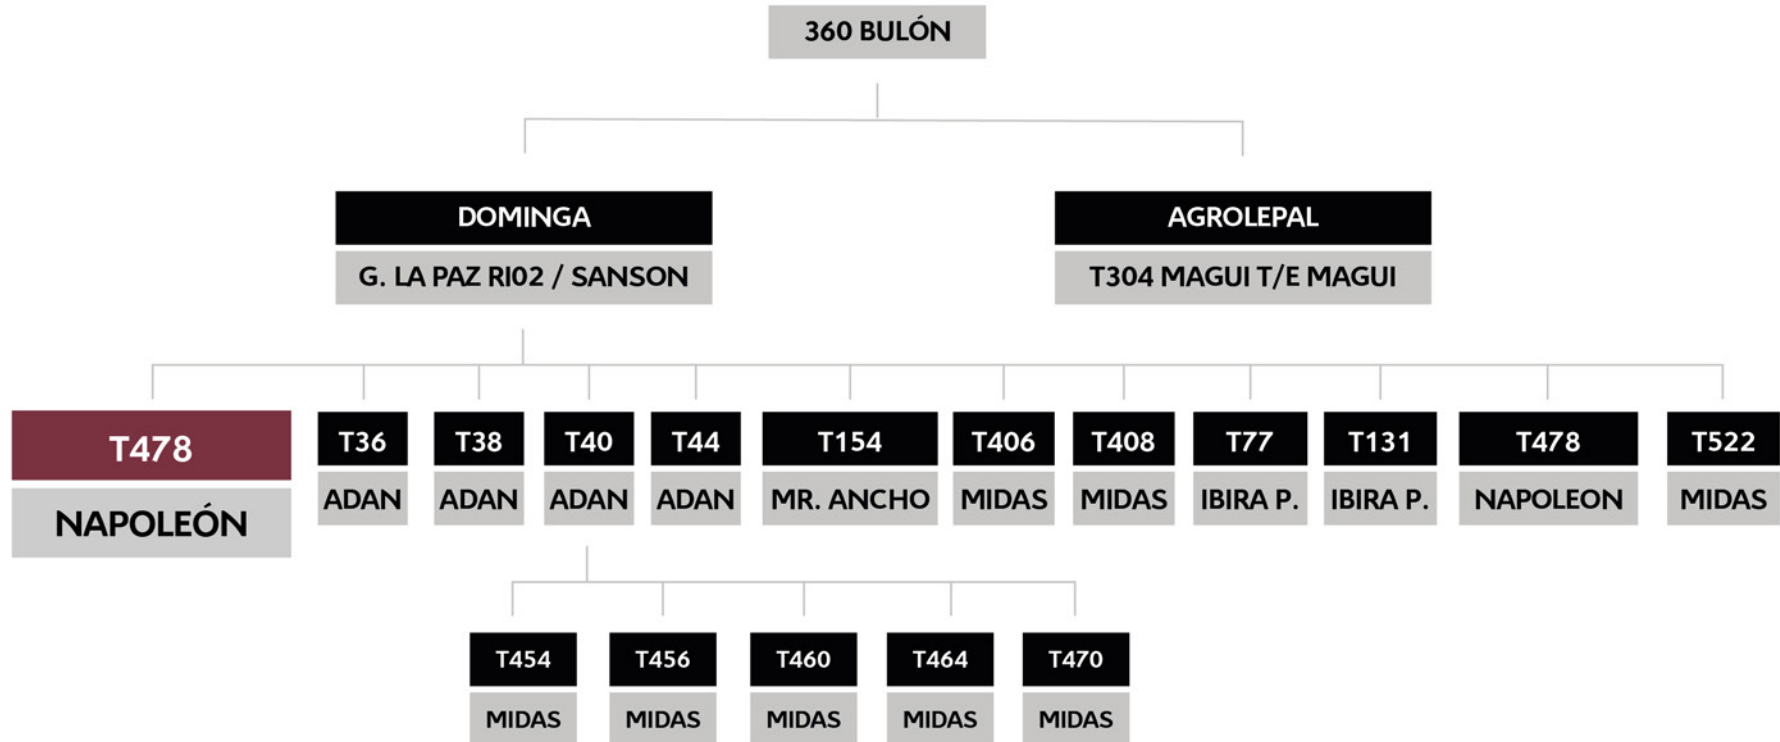 360 BULÓN
DOMINGA
AGROLEPAL
G. LA PAZ RI02 / SANSON
T304 MAGUI T/E MAGUI
T478
T36
T38
T40
T44
T154
T406
T408
T77
T131
T478
T522
NAPOLEÓN
ADAN
ADAN
ADAN
ADAN
MR. ANCHO
MIDAS
MIDAS
IBIRA P.
IBIRA P.
NAPOLEON
MIDAS
T454
T456
T460
T464
T470
MIDAS
MIDAS
MIDAS
MIDAS
MIDAS